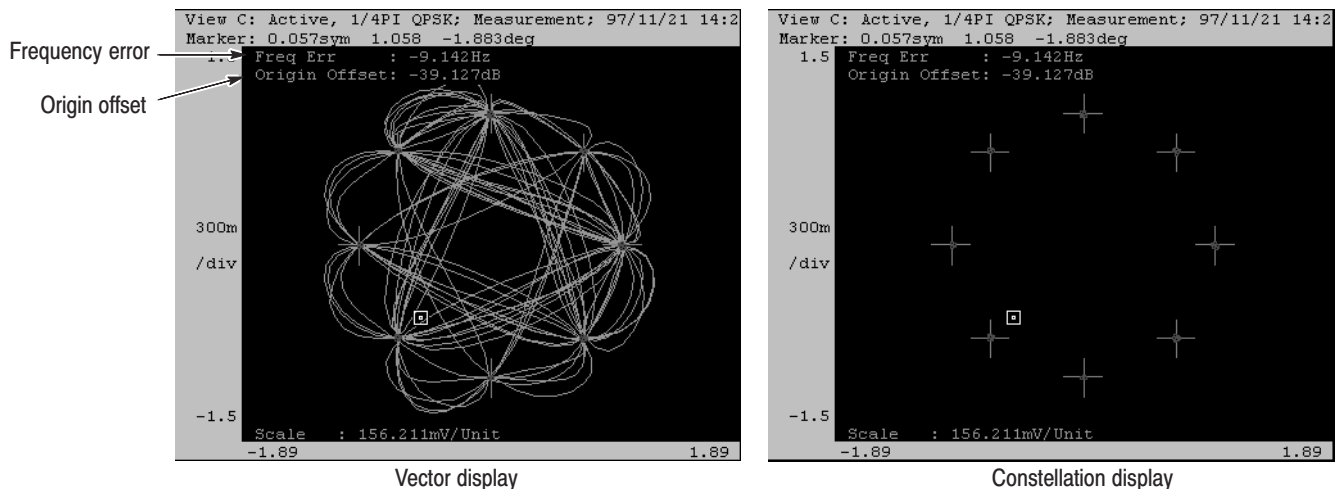 View C: Active, 1/4PI QPSK; Measurement; 97/11/21 14:2
Marker: 0.057sym 1.058 -1.883deg
Frequency error
Origin offset
Freq Err : -9.142Hz
Origin Offset: -39.127dB
300m
/div
-1.5
Scale : 156.211mV/Unit
-1.89 1.89
Vector display
View C: Active, 1/4PI QPSK; Measurement; 97/11/21 14:2
Marker: 0.057sym 1.058 -1.883deg
1.5
Freq Err : -9.142Hz
Origin Offset: -39.127dB
300m
/div
-1.5
Scale : 156.211mV/Unit
-1.89 1.89
Constellation display